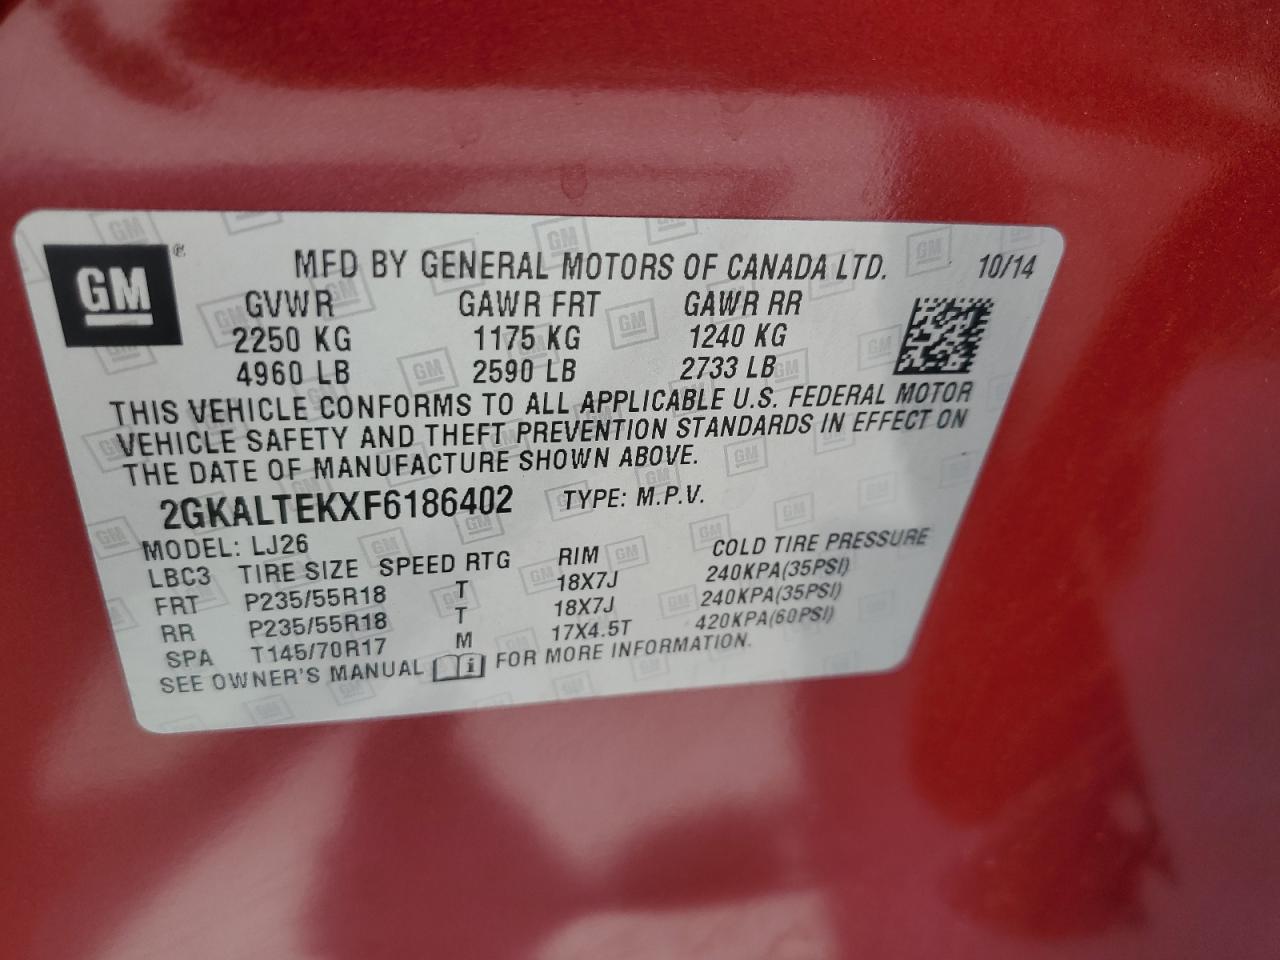 GM ® MFD BY GENERAL MOTORS OF CANADA LTD. 10/14
GVWR GAWR FRT GAWR RR
2250 KG 1175 KG 1240 KG
4960 LB 2590 LB 2733 LB
THIS VEHICLE CONFORMS TO ALL APPLICABLE U.S. FEDERAL MOTOR
VEHICLE SAFETY AND THEFT PREVENTION STANDARDS IN EFFECT ON
THE DATE OF MANUFACTURE SHOWN ABOVE.
2GKALTEKXF6186402 TYPE: M.P.V.
MODEL: LJ26
LBC3 TIRE SIZE SPEED RTG RIM COLD TIRE PRESSURE
FRT P235/55R18 T 18X7J 240KPA(35PSI)
RR P235/55R18 T 18X7J 240KPA(35PSI)
SPA T145/70R17 M 17X4.5T 420KPA(60PSI)
SEE OWNER'S MANUAL i FOR MORE INFORMATION.